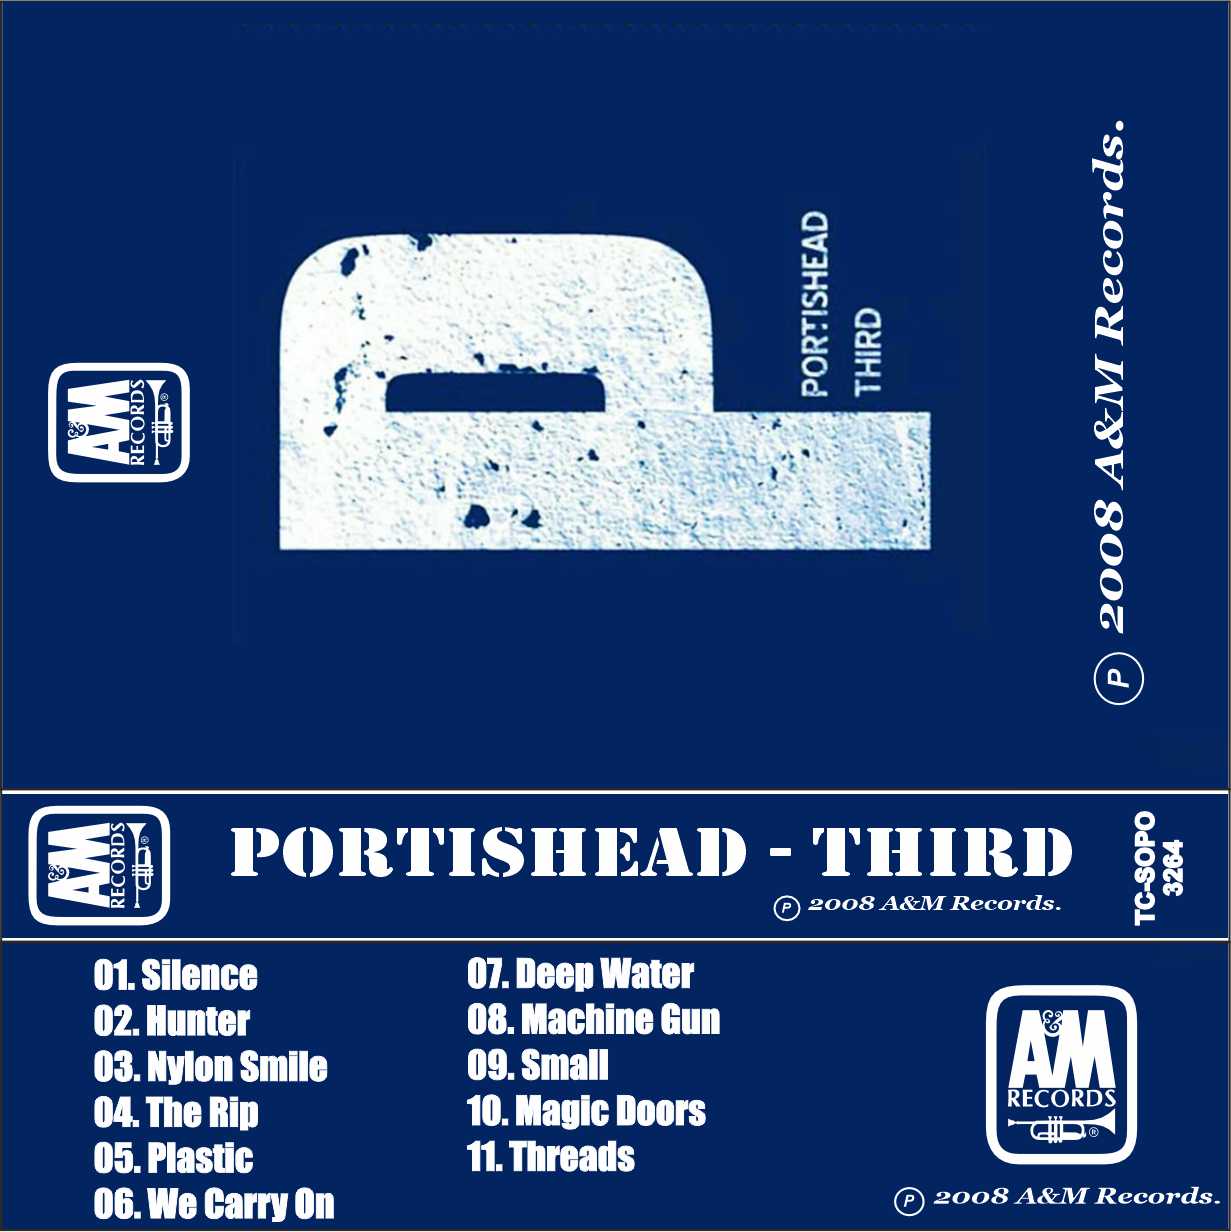 P
PORTISHEAD
THIRD
A&M
RECORDS
®
℗ 2008 A&M Records.
A&M
RECORDS
®
PORTISHEAD - THIRD
℗ 2008 A&M Records.
TC-SOPO
3264
01. Silence
02. Hunter
03. Nylon Smile
04. The Rip
05. Plastic
06. We Carry On
07. Deep Water
08. Machine Gun
09. Small
10. Magic Doors
11. Threads
A&M
RECORDS
®
℗ 2008 A&M Records.